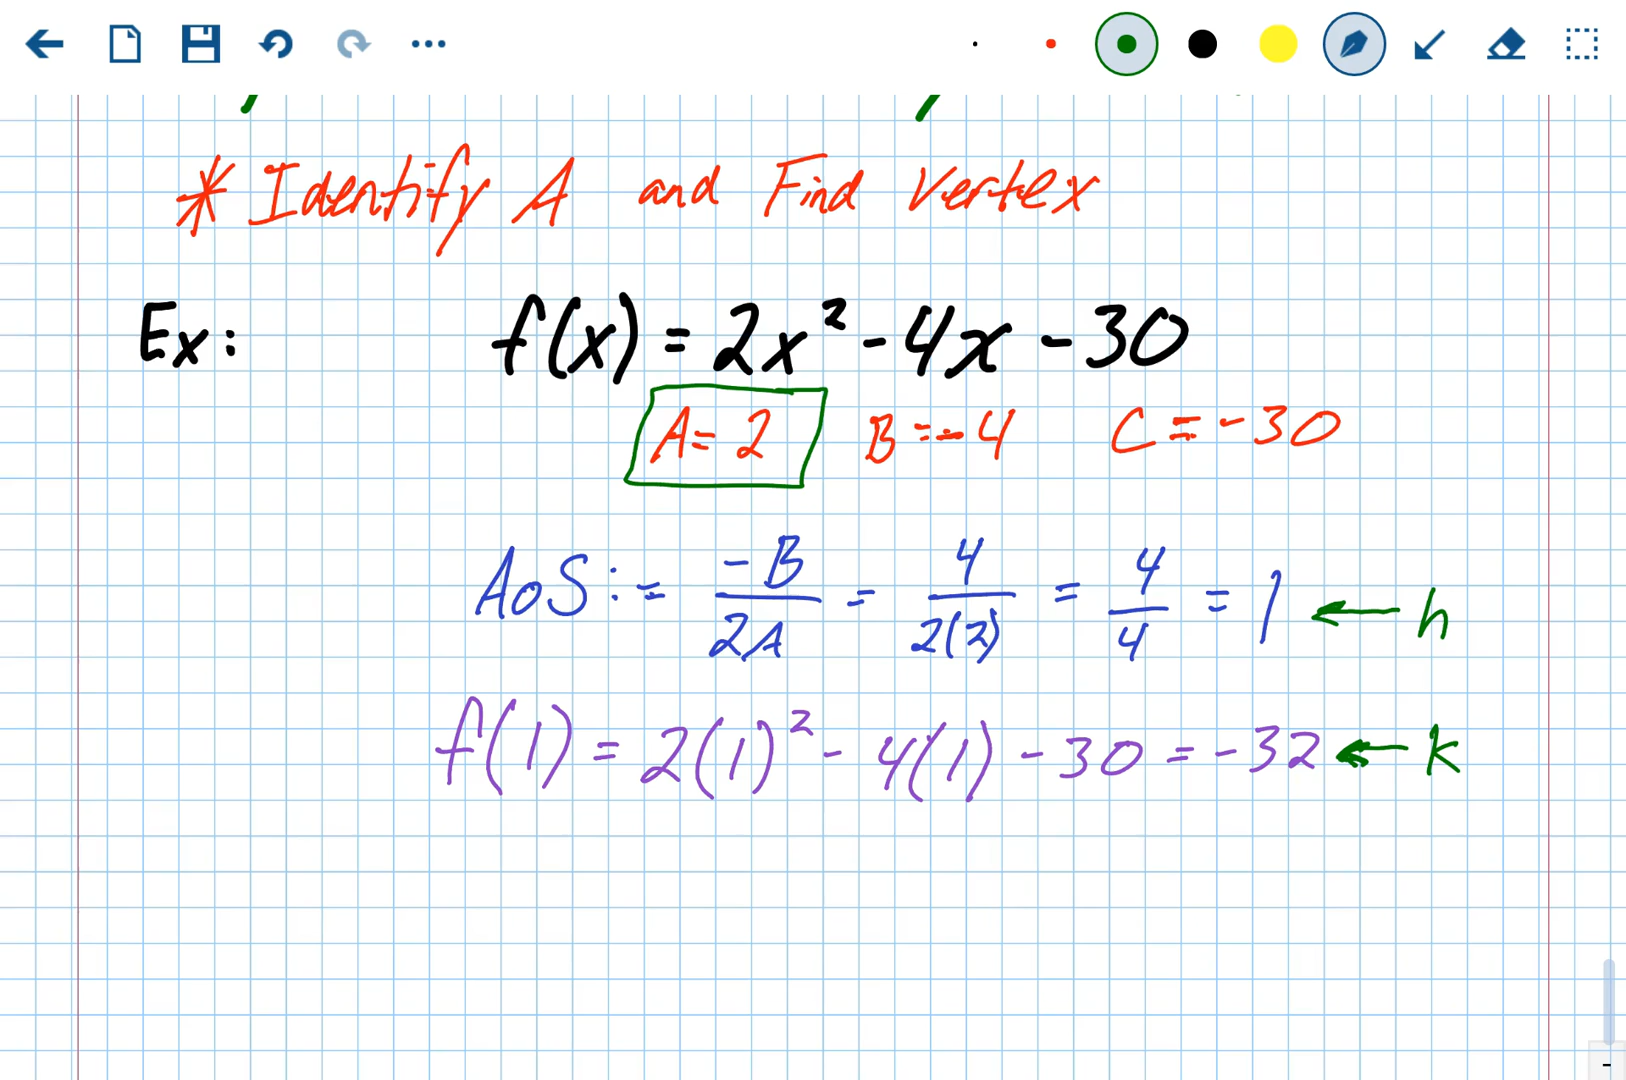 * Identify A and Find Vertex
Ex: f(x) = 2x² - 4x - 30
A = 2 B = -4 C = -30
AoS: = -B/2A = 4/2(2) = 4/4 = 1 ← h
f(1) = 2(1)² - 4(1) - 30 = -32 ← k